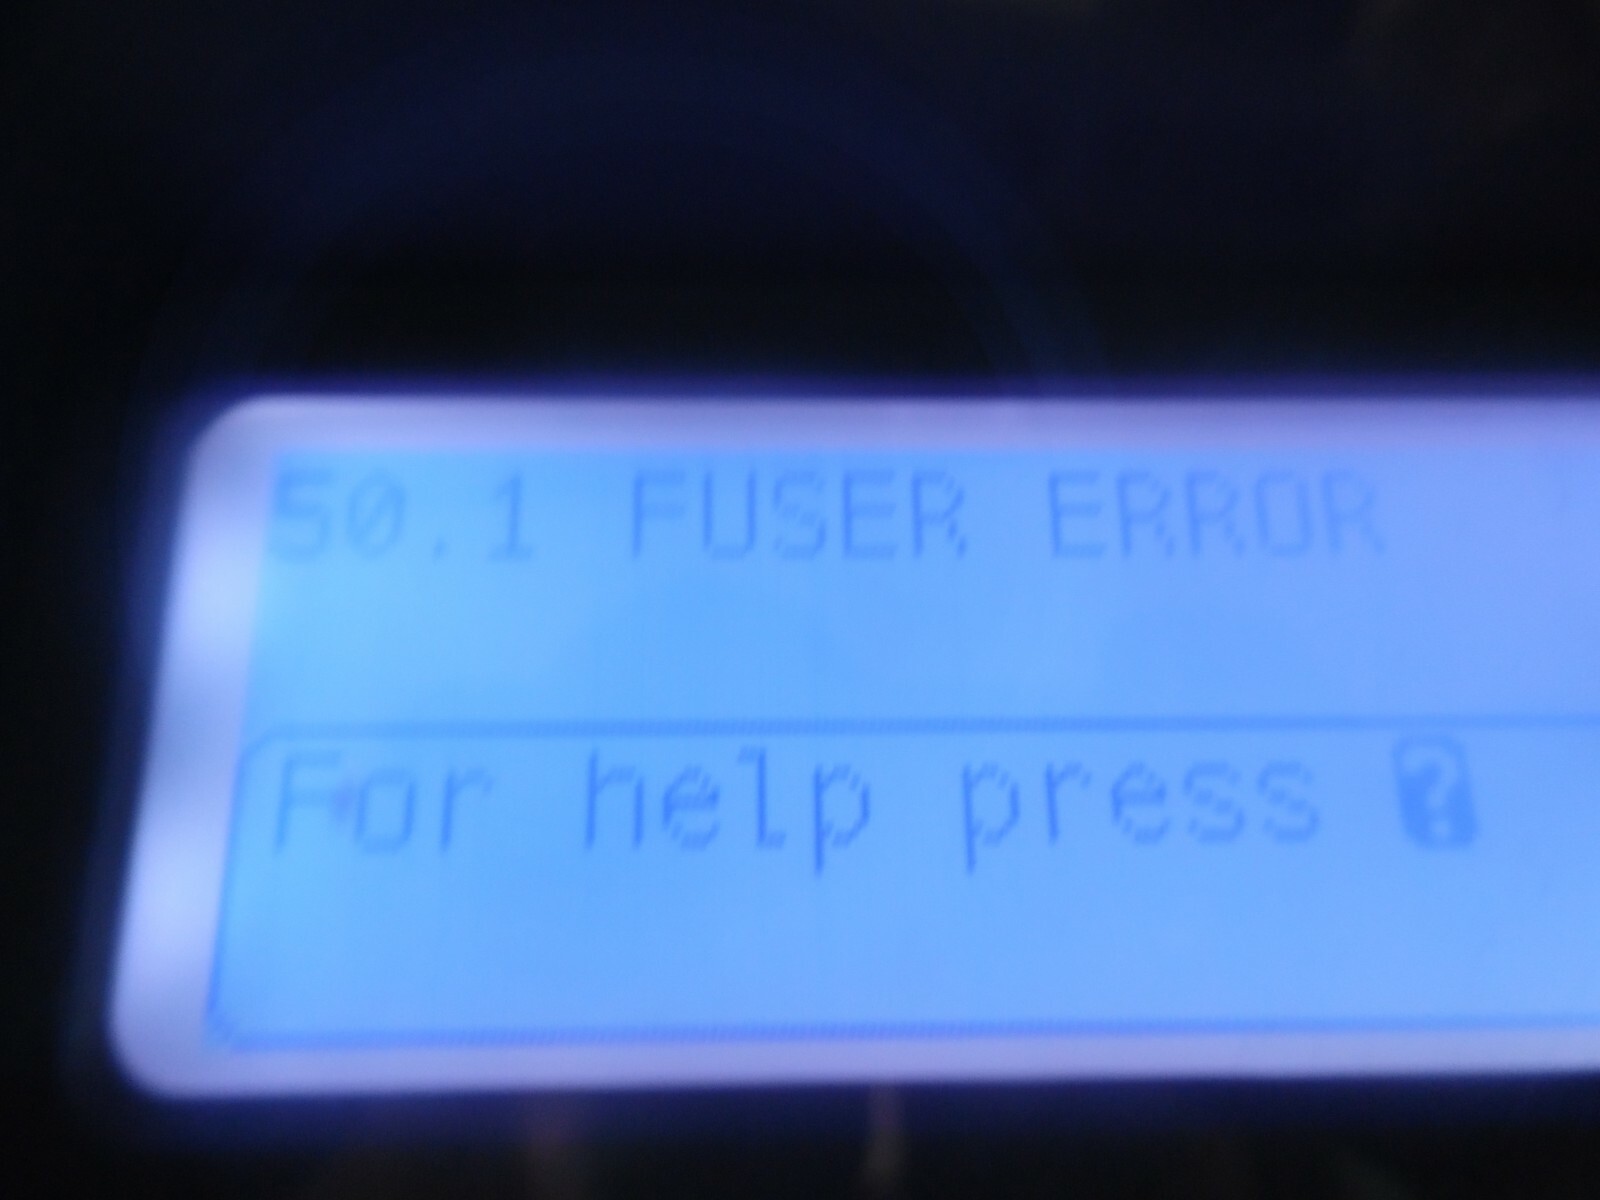 50.1 FUSER ERROR
For help press ?